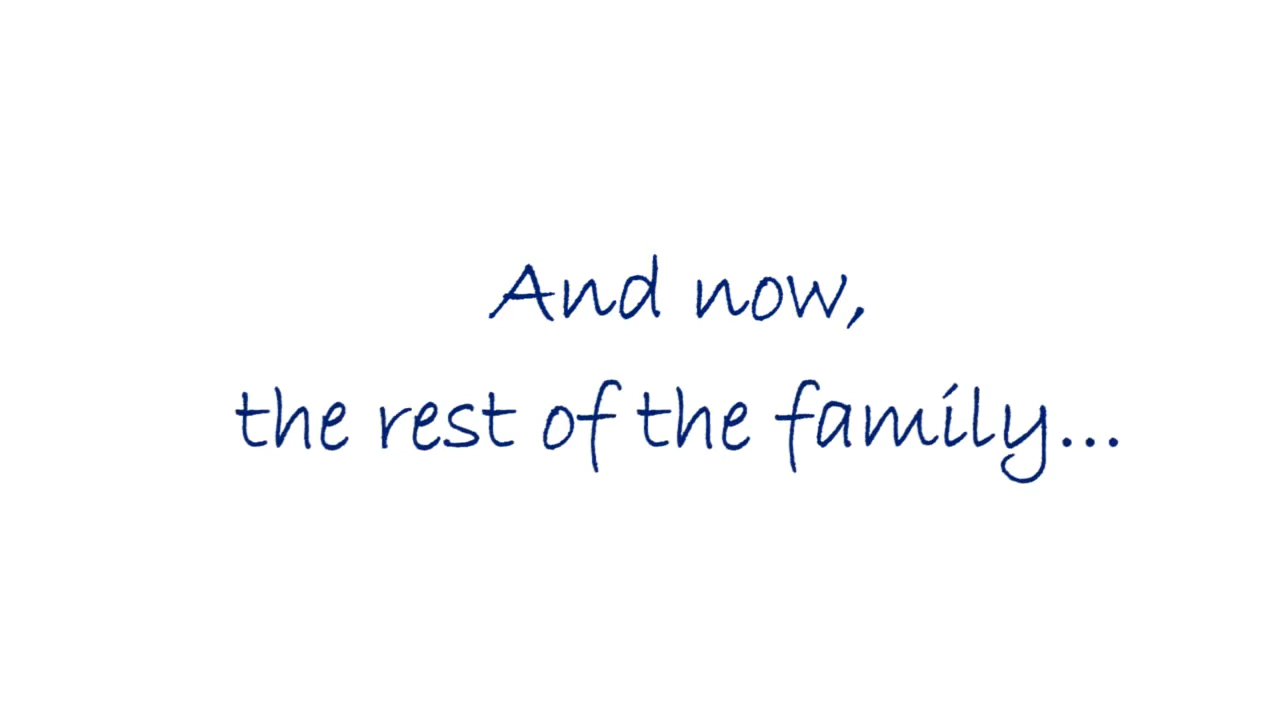 And now,
the rest of the family...